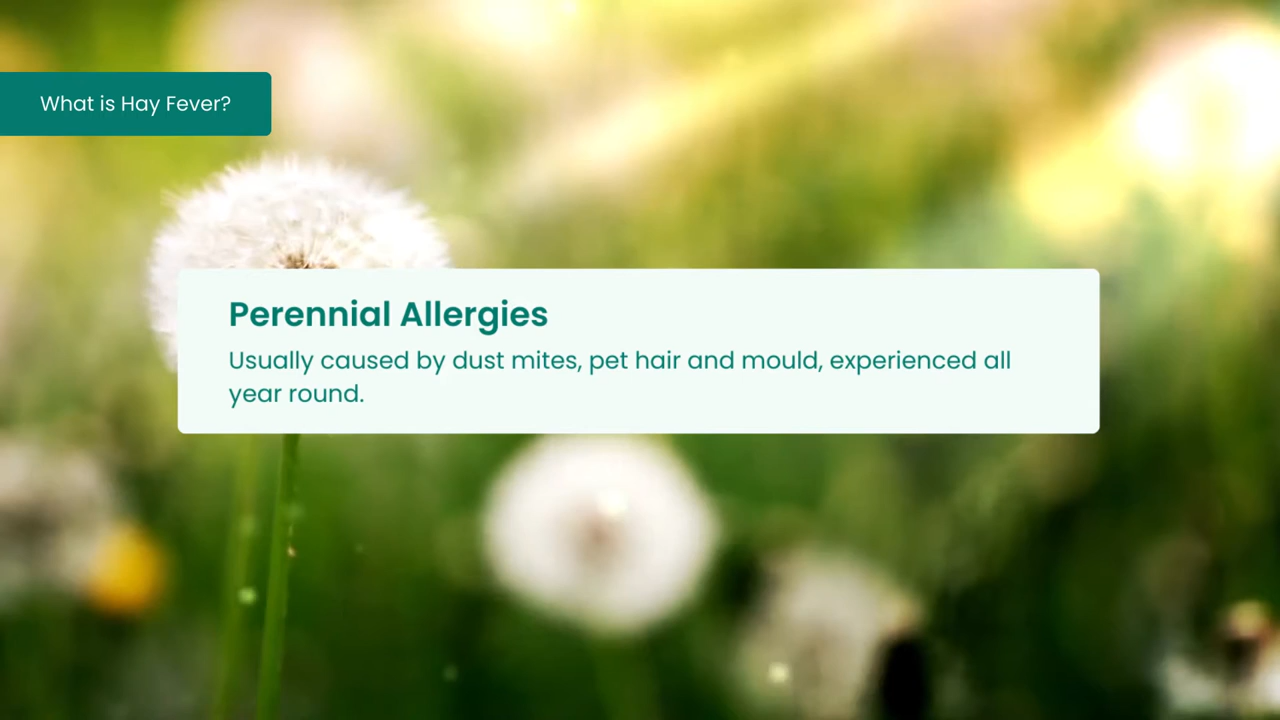 What is Hay Fever?
Perennial Allergies
Usually caused by dust mites, pet hair and mould, experienced all
year round.